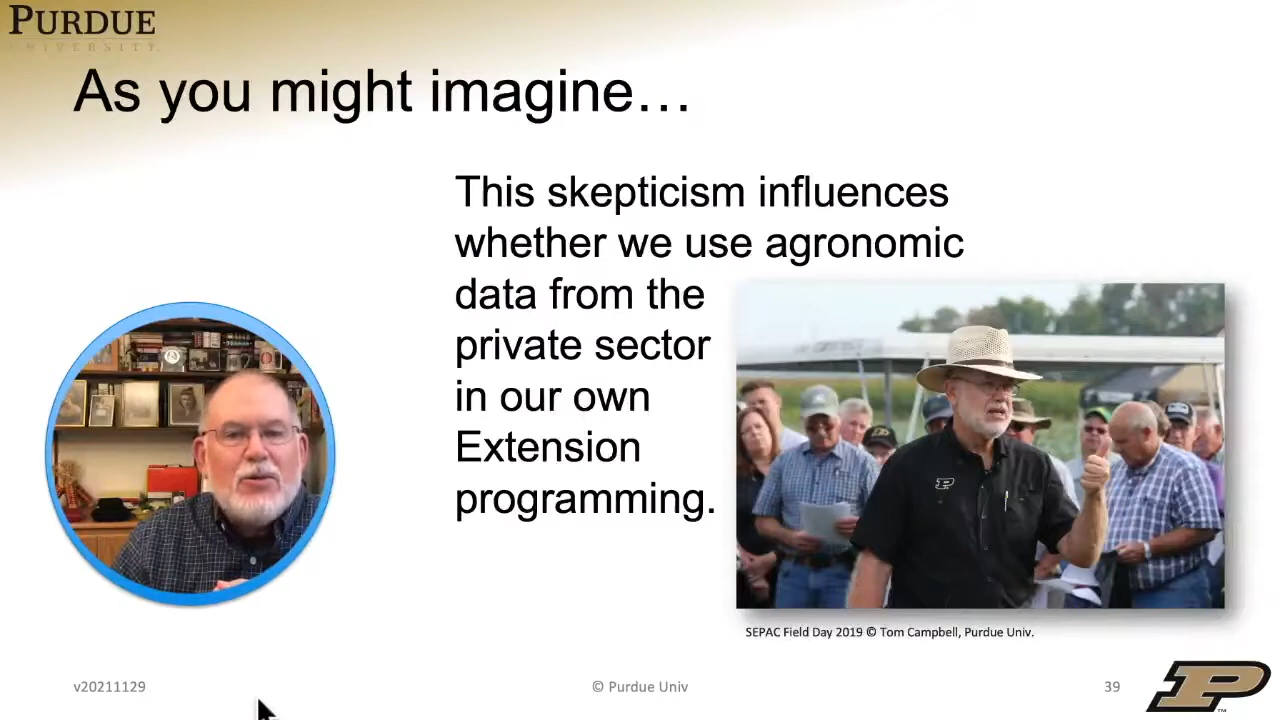 PURDUE
UNIVERSITY.
As you might imagine…
This skepticism influences
whether we use agronomic
data from the
private sector
in our own
Extension
programming.
P
SEPAC Field Day 2019 © Tom Campbell, Purdue Univ.
v20211129
© Purdue Univ
39
P
TM